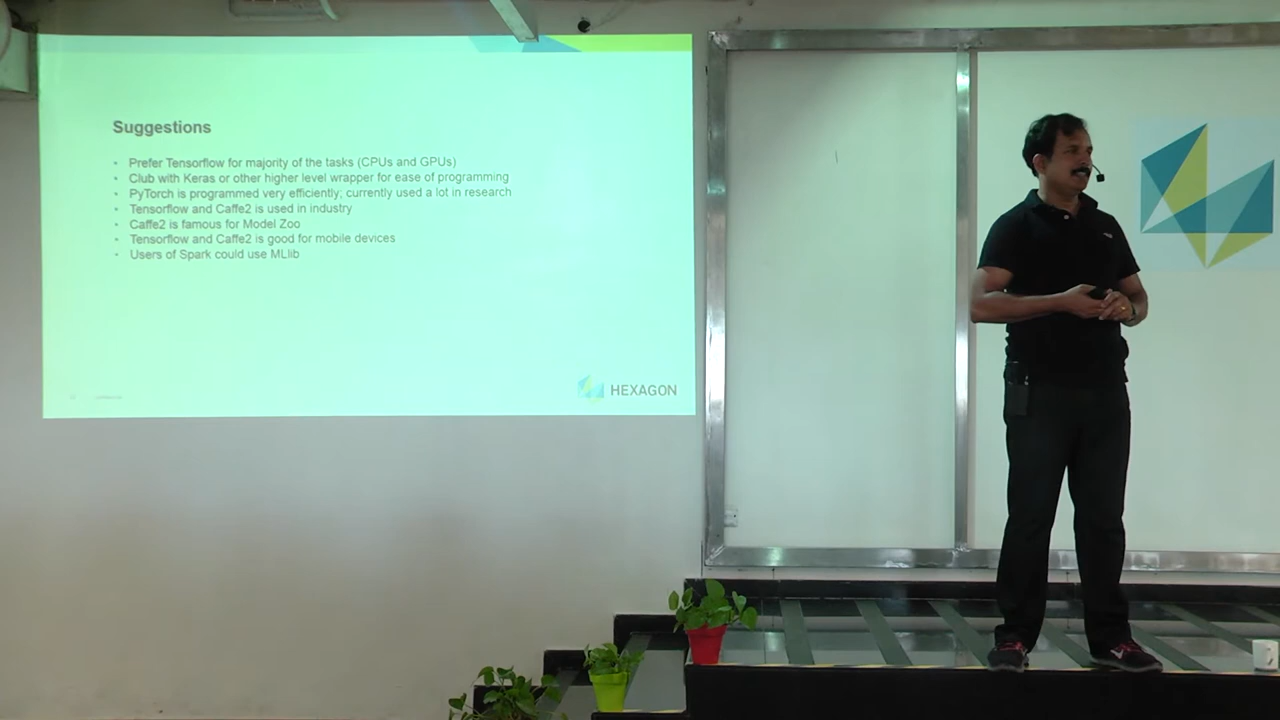 Suggestions
• Prefer Tensorflow for majority of the tasks (CPUs and GPUs)
• Club with Keras or other higher level wrapper for ease of programming
• PyTorch is programmed very efficiently; currently used a lot in research
• Tensorflow and Caffe2 is used in industry
• Caffe2 is famous for Model Zoo
• Tensorflow and Caffe2 is good for mobile devices
• Users of Spark could use MLlib
HEXAGON